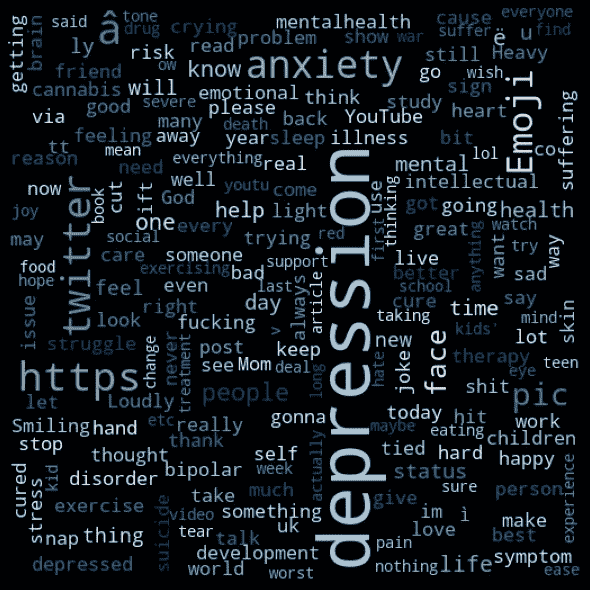 getting
brain
said
tone
drug
crying
mentalhealth
cause
suffer
everyone
â
ow
war
ë
u
find
ly
risk
read
problem
show
still
Heavy
friend
know
anxiety
go
wish
Emoji
cannabis
will
severe
emotional
think
study
sign
heart
suffering
via
good
many
death
please
back
YouTube
feeling
away
year
sleep
illness
bit
lol
co
tt
mean
reason
need
everything
real
mental
now
twitter
book
cut
ift
well
God
youtu
come
depression
use
first
thinking
intellectual
joy
one
help
light
got
going
health
may
social
every
trying
red
great
want
watch
way
food
care
someone
support
live
anything
try
sad
hope
feel
exercising
bad
last
always
article
better
school
say
issue
look
right
even
day
cure
taking
time
mind
skin
struggle
change
never
treatment
fucking
post
keep
new
kids'
lot
https
see
Mom
deal
>
long
hate
joke
face
therapy
eye
teen
let
Loudly
people
shit
pic
Smiling
hand
etc
really
gonna
today
hit
work
stop
thank
maybe
eating
children
thought
self
actually
tied
hard
happy
cured
stress
kid
disorder
bipolar
week
status
experience
exercise
suicide
take
much
something
give
sure
person
snap
thing
video
tear
uk
im
ì
make
talk
love
best
depressed
development
pain
world
worst
nothing
life
symptom
ease